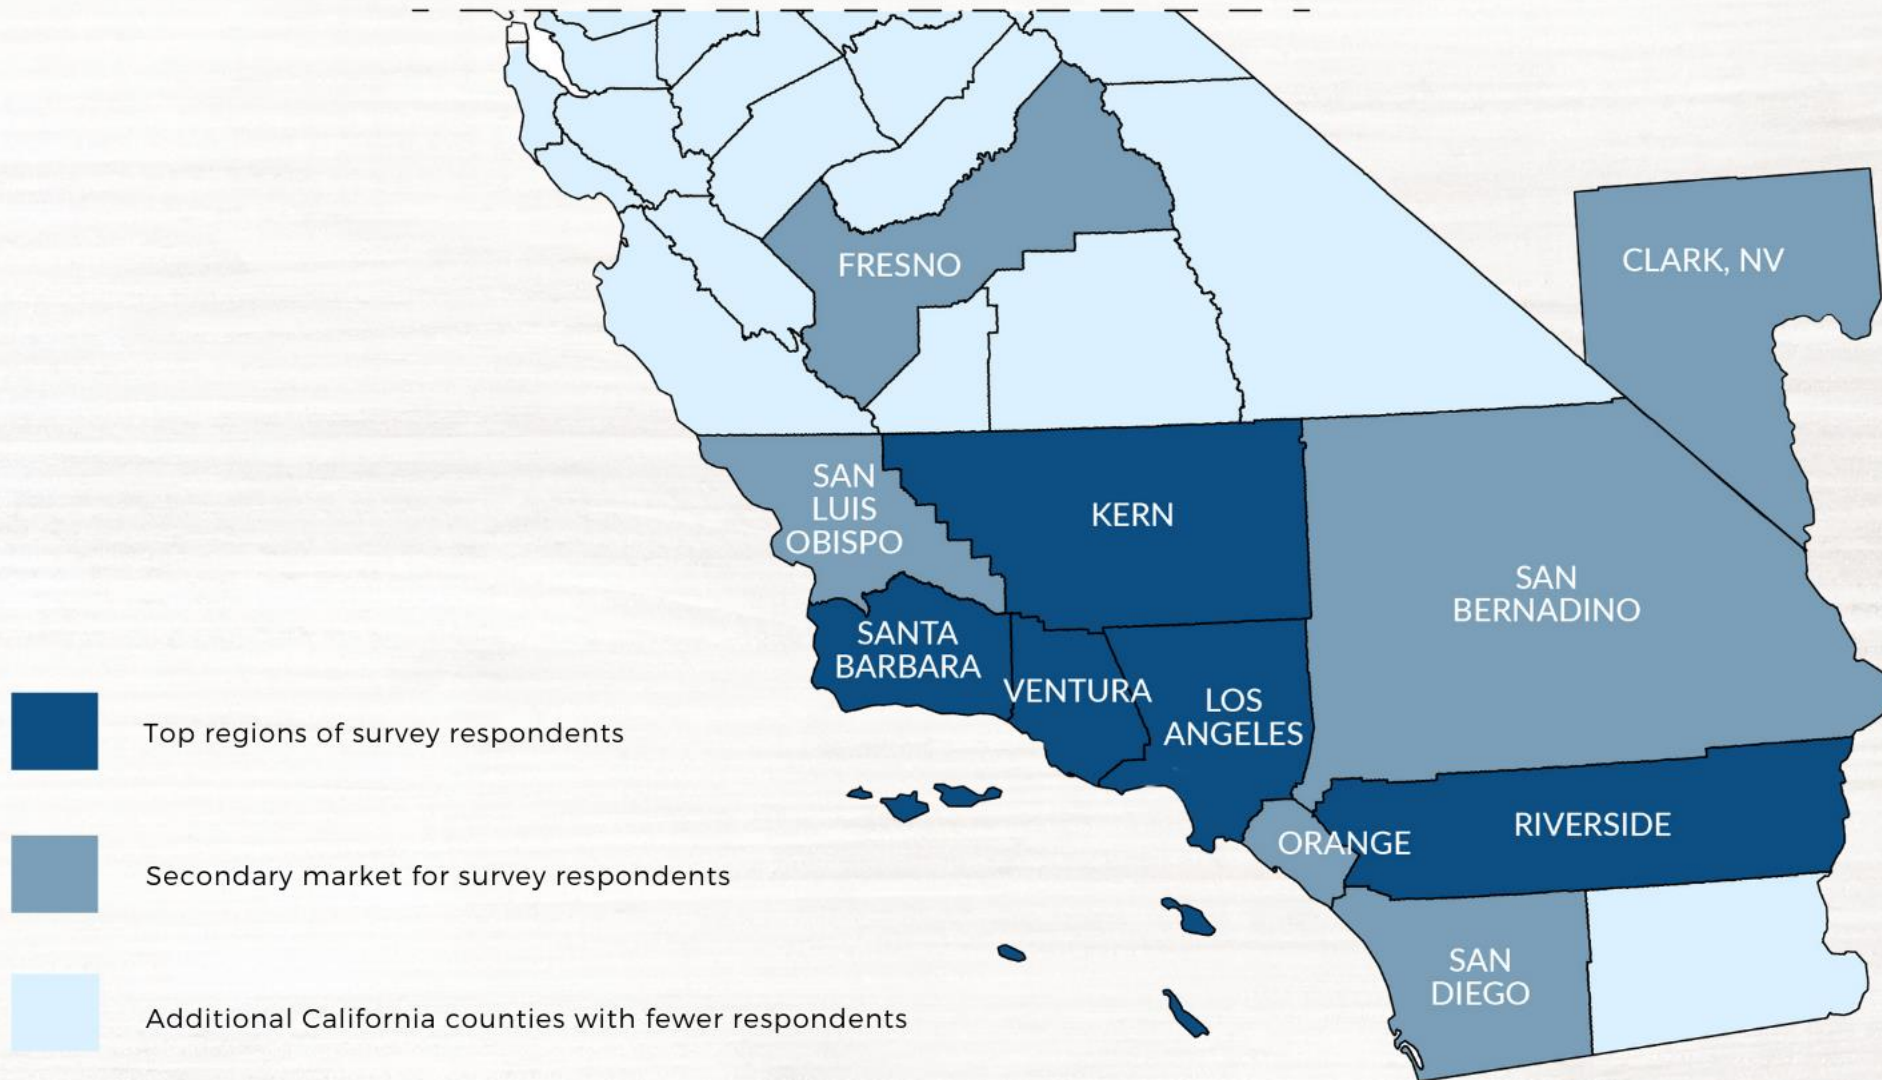 FRESNO
CLARK, NV
SAN
LUIS
OBISPO
KERN
SAN
BERNADINO
SANTA
BARBARA
VENTURA
LOS
ANGELES
ORANGE
RIVERSIDE
SAN
DIEGO
Top regions of survey respondents
Secondary market for survey respondents
Additional California counties with fewer respondents